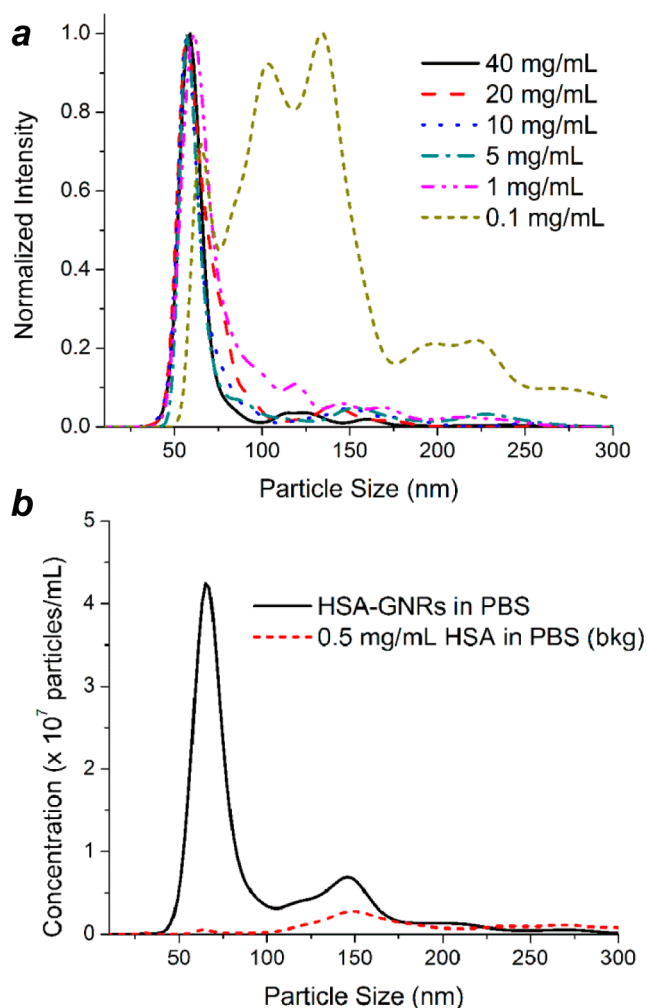 a
1.0
0.8
0.6
0.4
0.2
0.0
Normalized Intensity
40 mg/mL
20 mg/mL
10 mg/mL
5 mg/mL
1 mg/mL
0.1 mg/mL
50 100 150 200 250 300
Particle Size (nm)
b
5
4
3
2
1
0
Concentration (x 10⁷ particles/mL)
HSA-GNRs in PBS
0.5 mg/mL HSA in PBS (bkg)
50 100 150 200 250 300
Particle Size (nm)